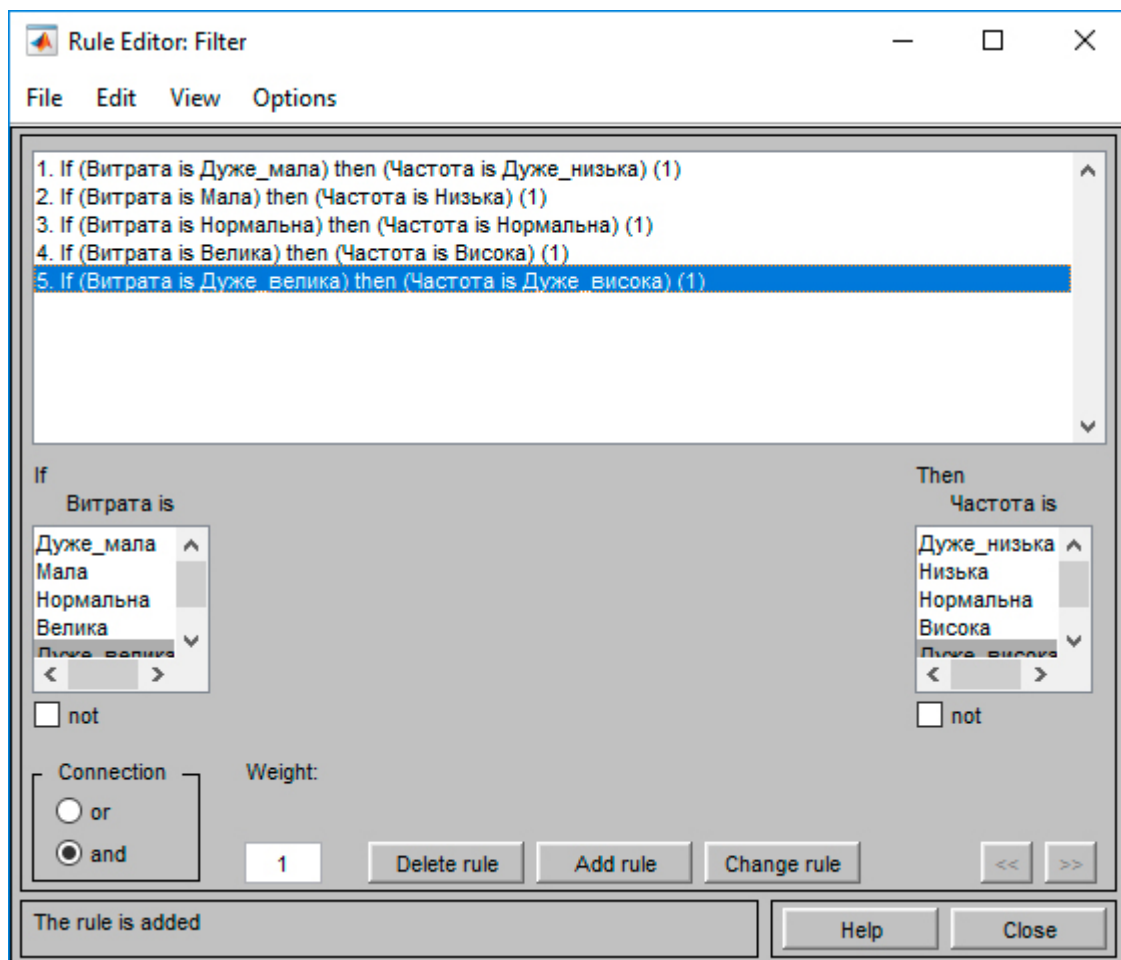 Rule Editor: Filter
File Edit View Options
1. If (Витрата is Дуже_мала) then (Частота is Дуже_низька) (1)
2. If (Витрата is Мала) then (Частота is Низька) (1)
3. If (Витрата is Нормальна) then (Частота is Нормальна) (1)
4. If (Витрата is Велика) then (Частота is Висока) (1)
5. If (Витрата is Дуже_велика) then (Частота is Дуже_висока) (1)
If Then
Витрата is Частота is
Дуже_мала Дуже_низька
Мала Низька
Нормальна Нормальна
Велика Висока
Дуже_велика Дуже_висока
not not
Connection Weight:
or
and 1 Delete rule Add rule Change rule << >>
The rule is added Help Close